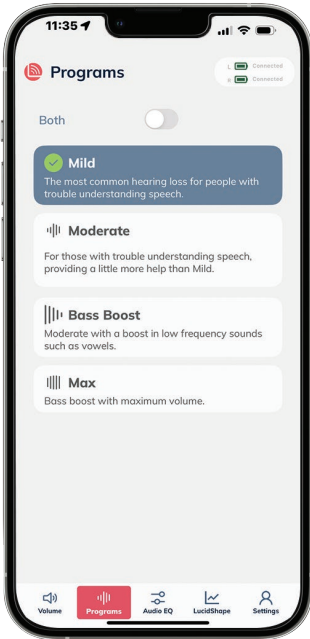 11:35
Programs
L Connected
R Connected
Both
Mild
The most common hearing loss for people with
trouble understanding speech.
Moderate
For those with trouble understanding speech,
providing a little more help than Mild.
Bass Boost
Moderate with a boost in low frequency sounds
such as vowels.
Max
Bass boost with maximum volume.
Volume Programs Audio EQ LucidShape Settings